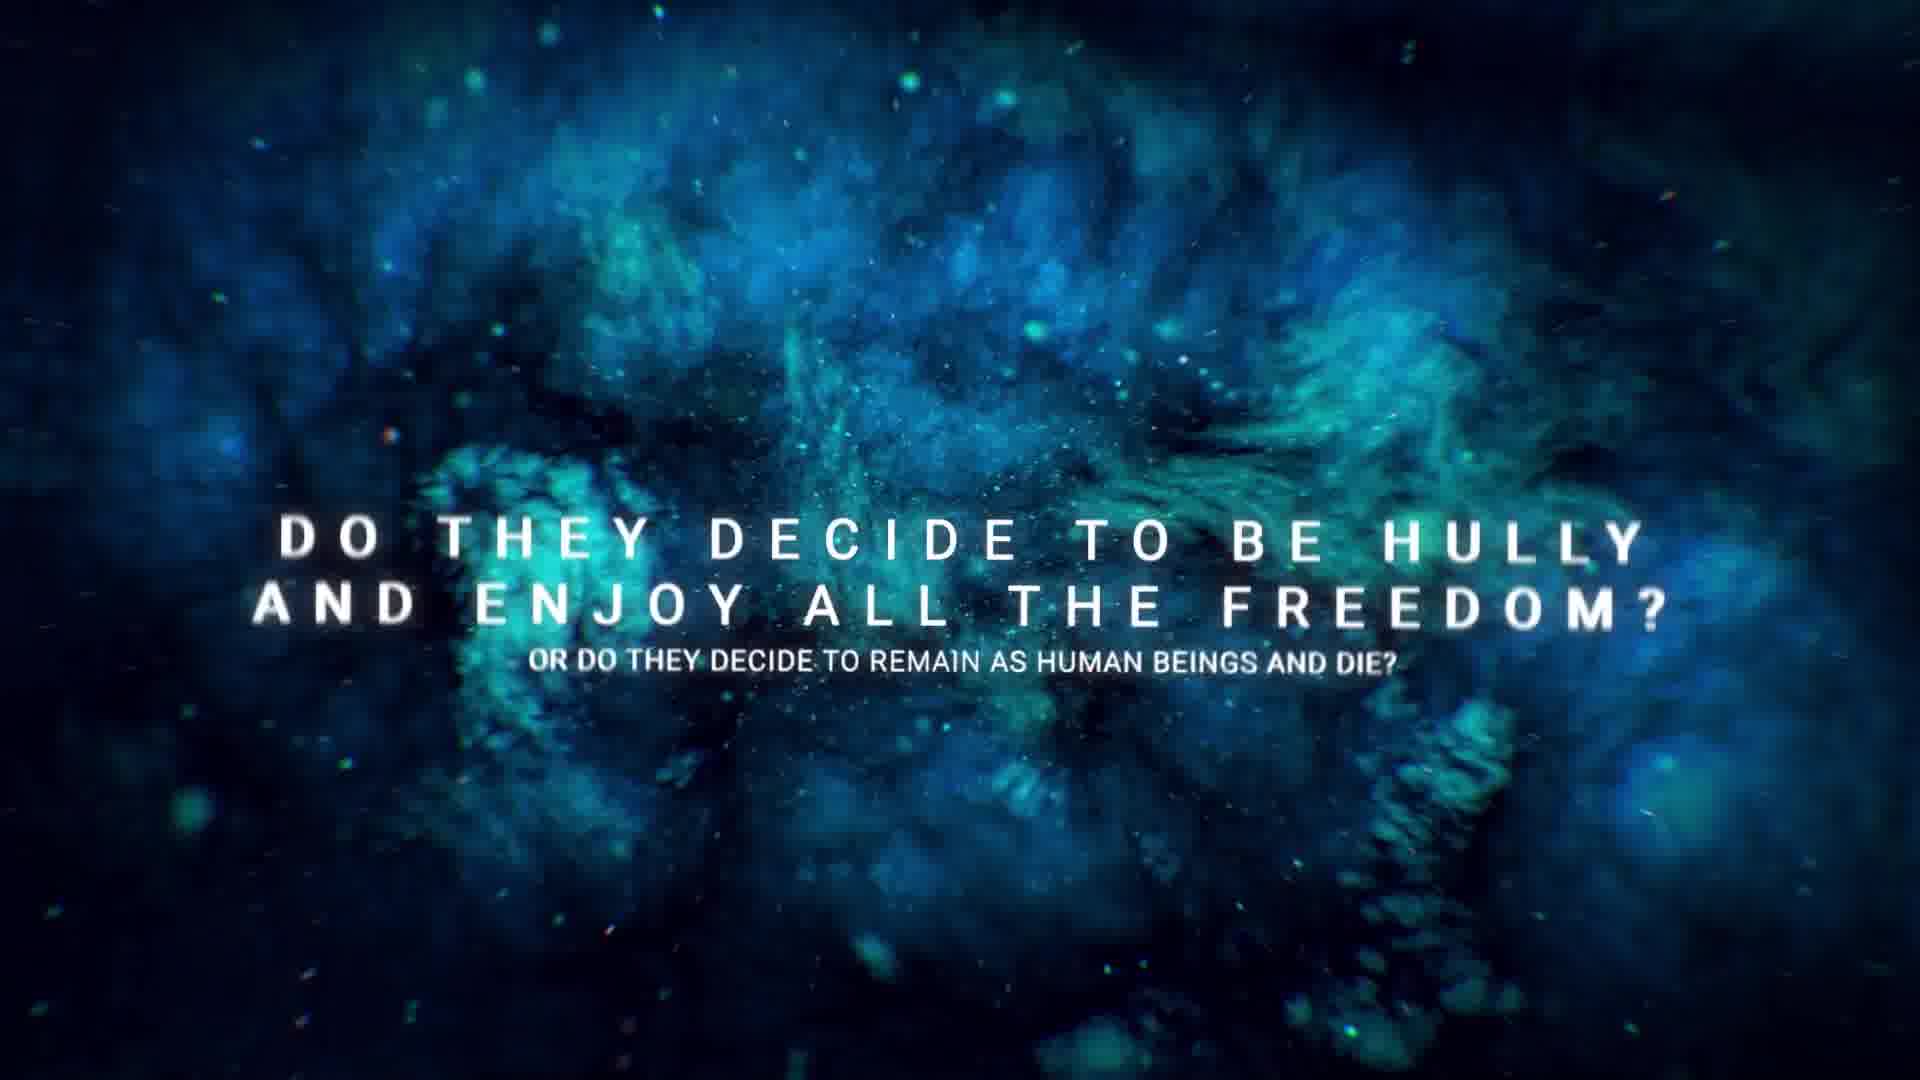 DO THEY DECIDE TO BE HULLY
AND ENJOY ALL THE FREEDOM?
OR DO THEY DECIDE TO REMAIN AS HUMAN BEINGS AND DIE?